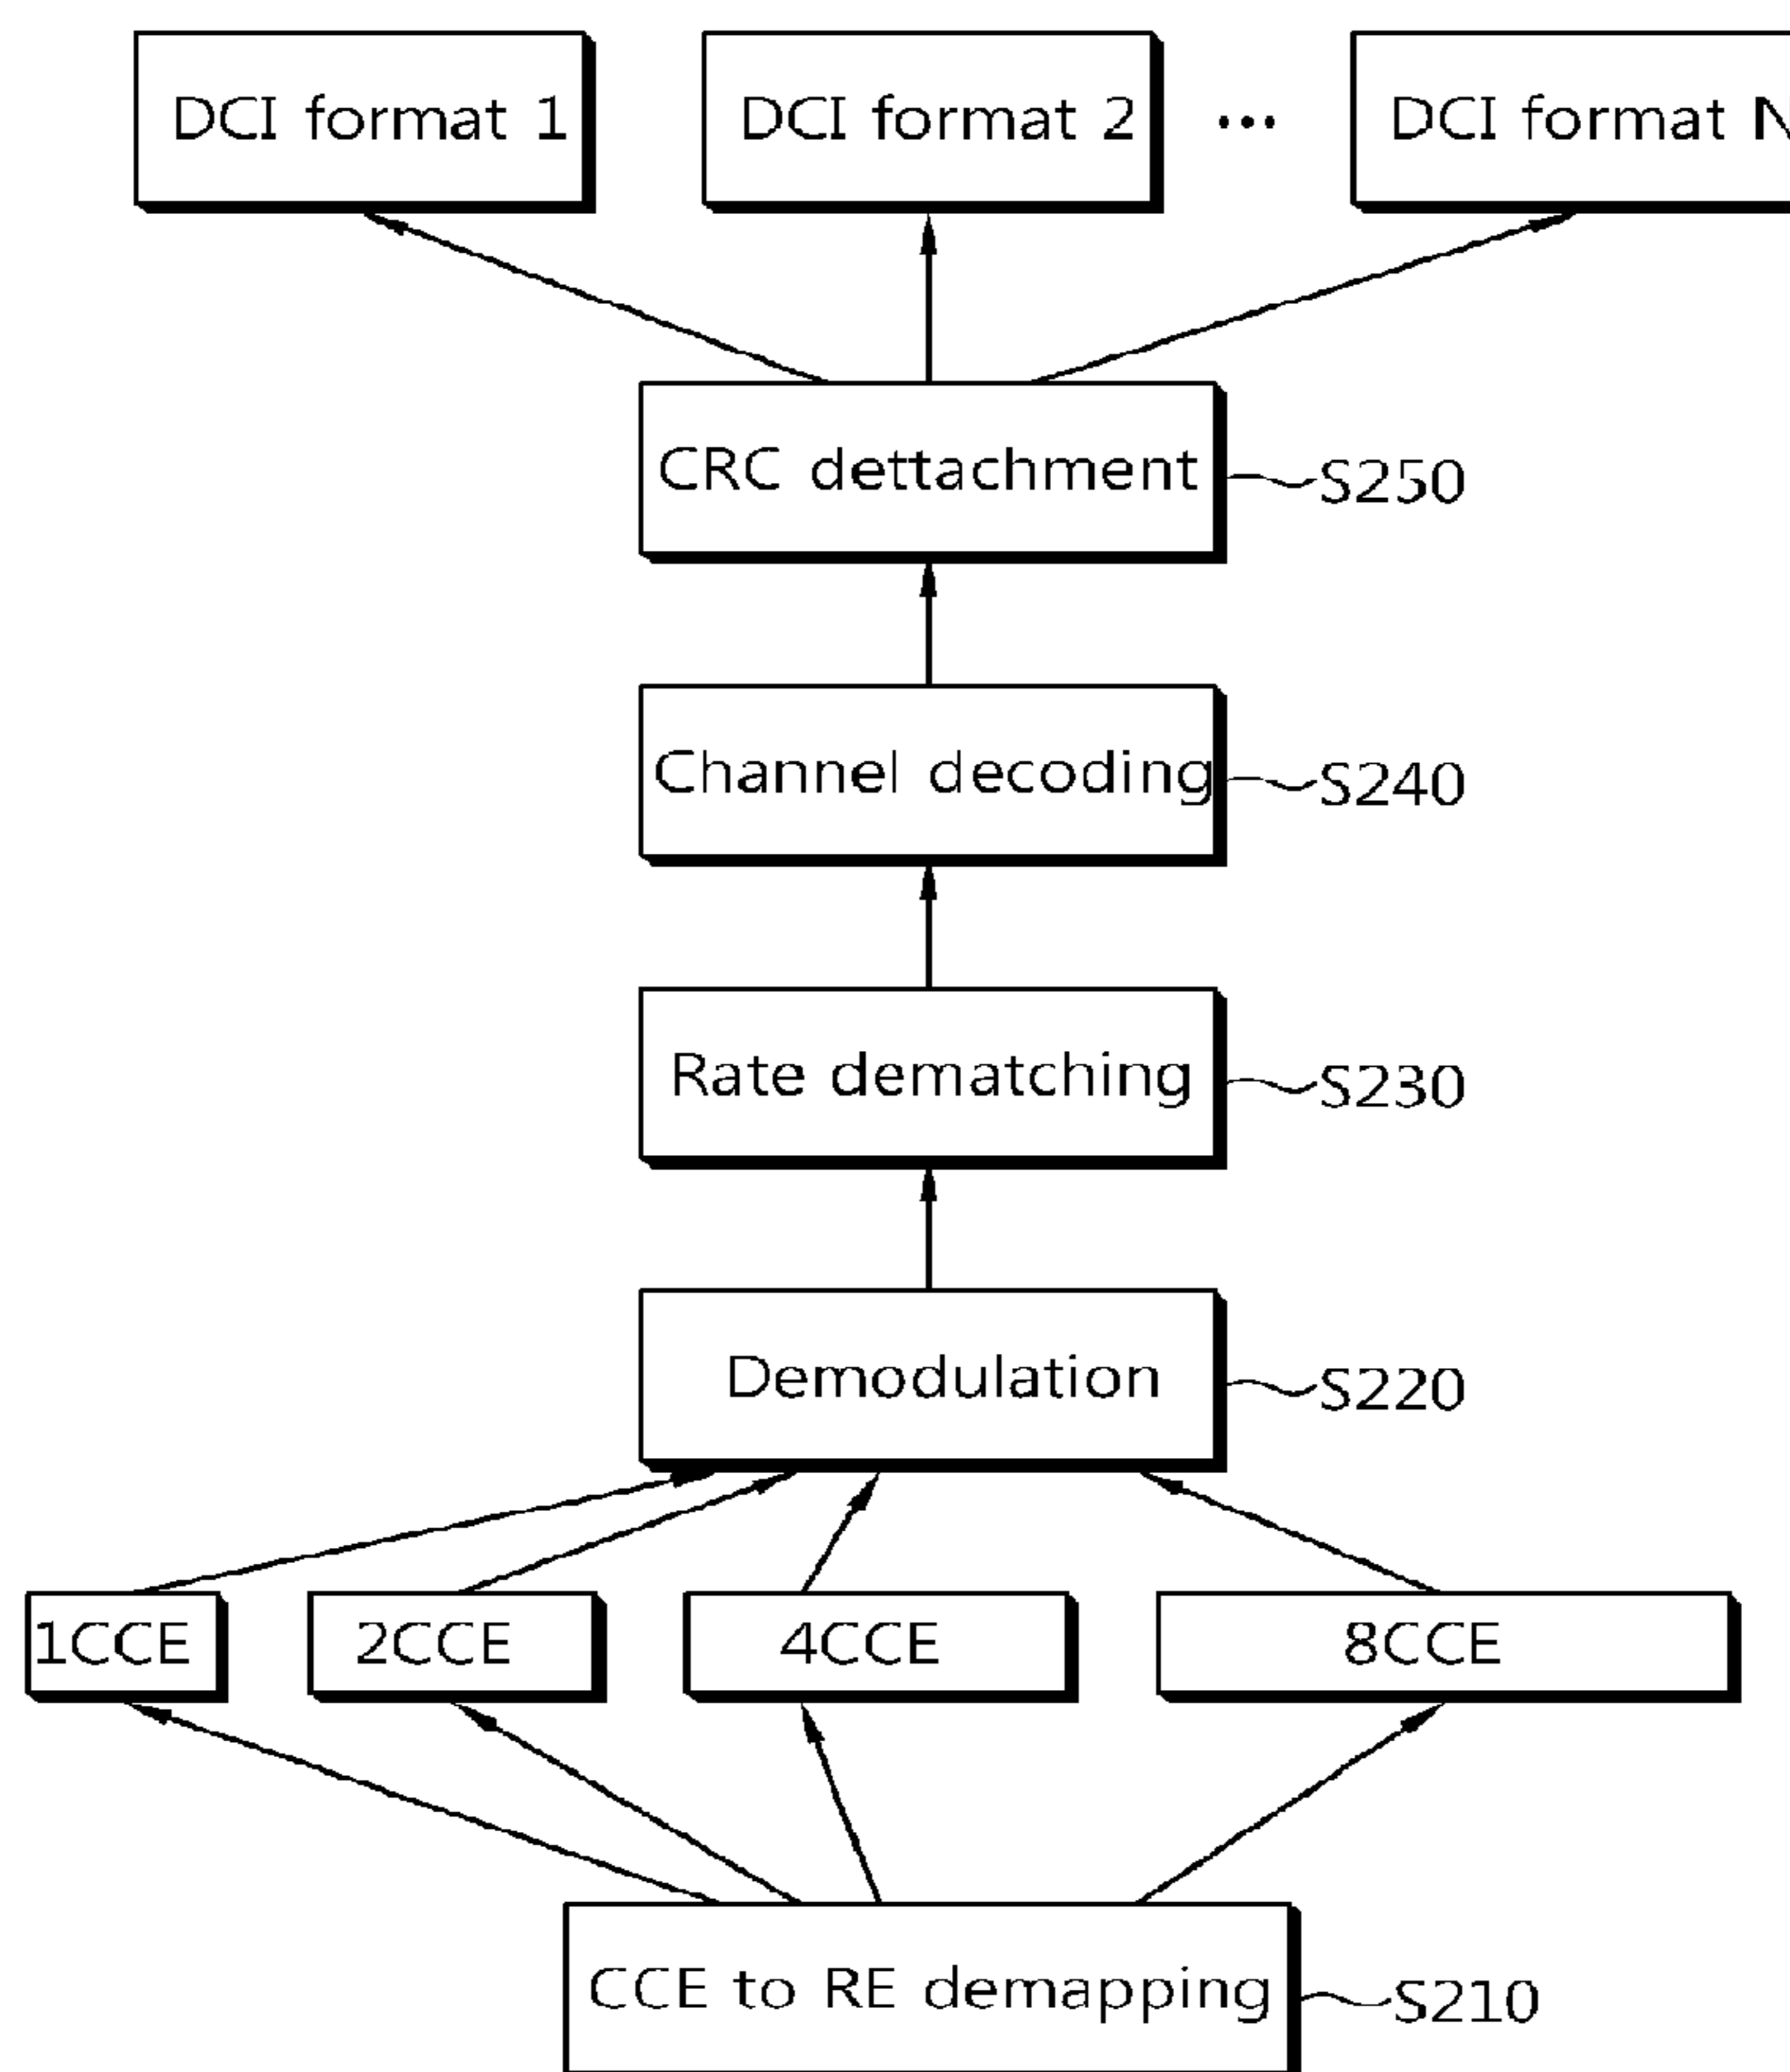 DCI format 1
DCI format 2
...
DCI format N
CRC dettachment
S250
Channel decoding
S240
Rate dematching
S230
Demodulation
S220
1CCE
2CCE
4CCE
8CCE
CCE to RE demapping
S210